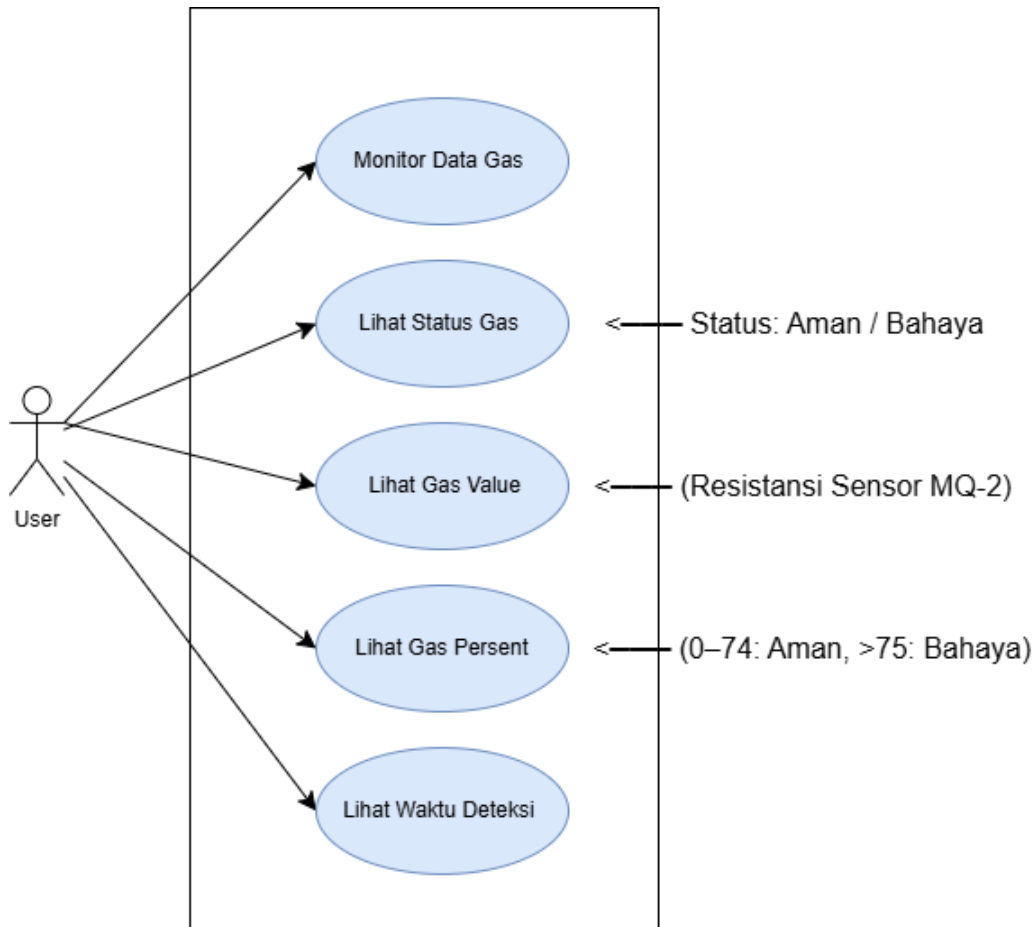 Monitor Data Gas
Lihat Status Gas
Status: Aman / Bahaya
Lihat Gas Value
(Resistansi Sensor MQ-2)
User
Lihat Gas Persent
(0–74: Aman, >75: Bahaya)
Lihat Waktu Deteksi